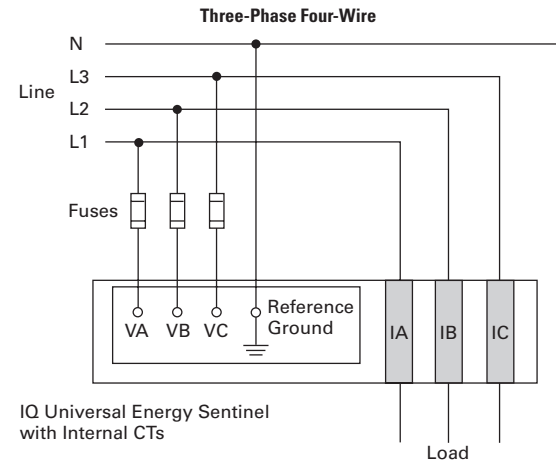 Three-Phase Four-Wire
N
L3
Line
L2
L1
Fuses
VA VB VC Reference
Ground
IA IB IC
IQ Universal Energy Sentinel
with Internal CTs
Load